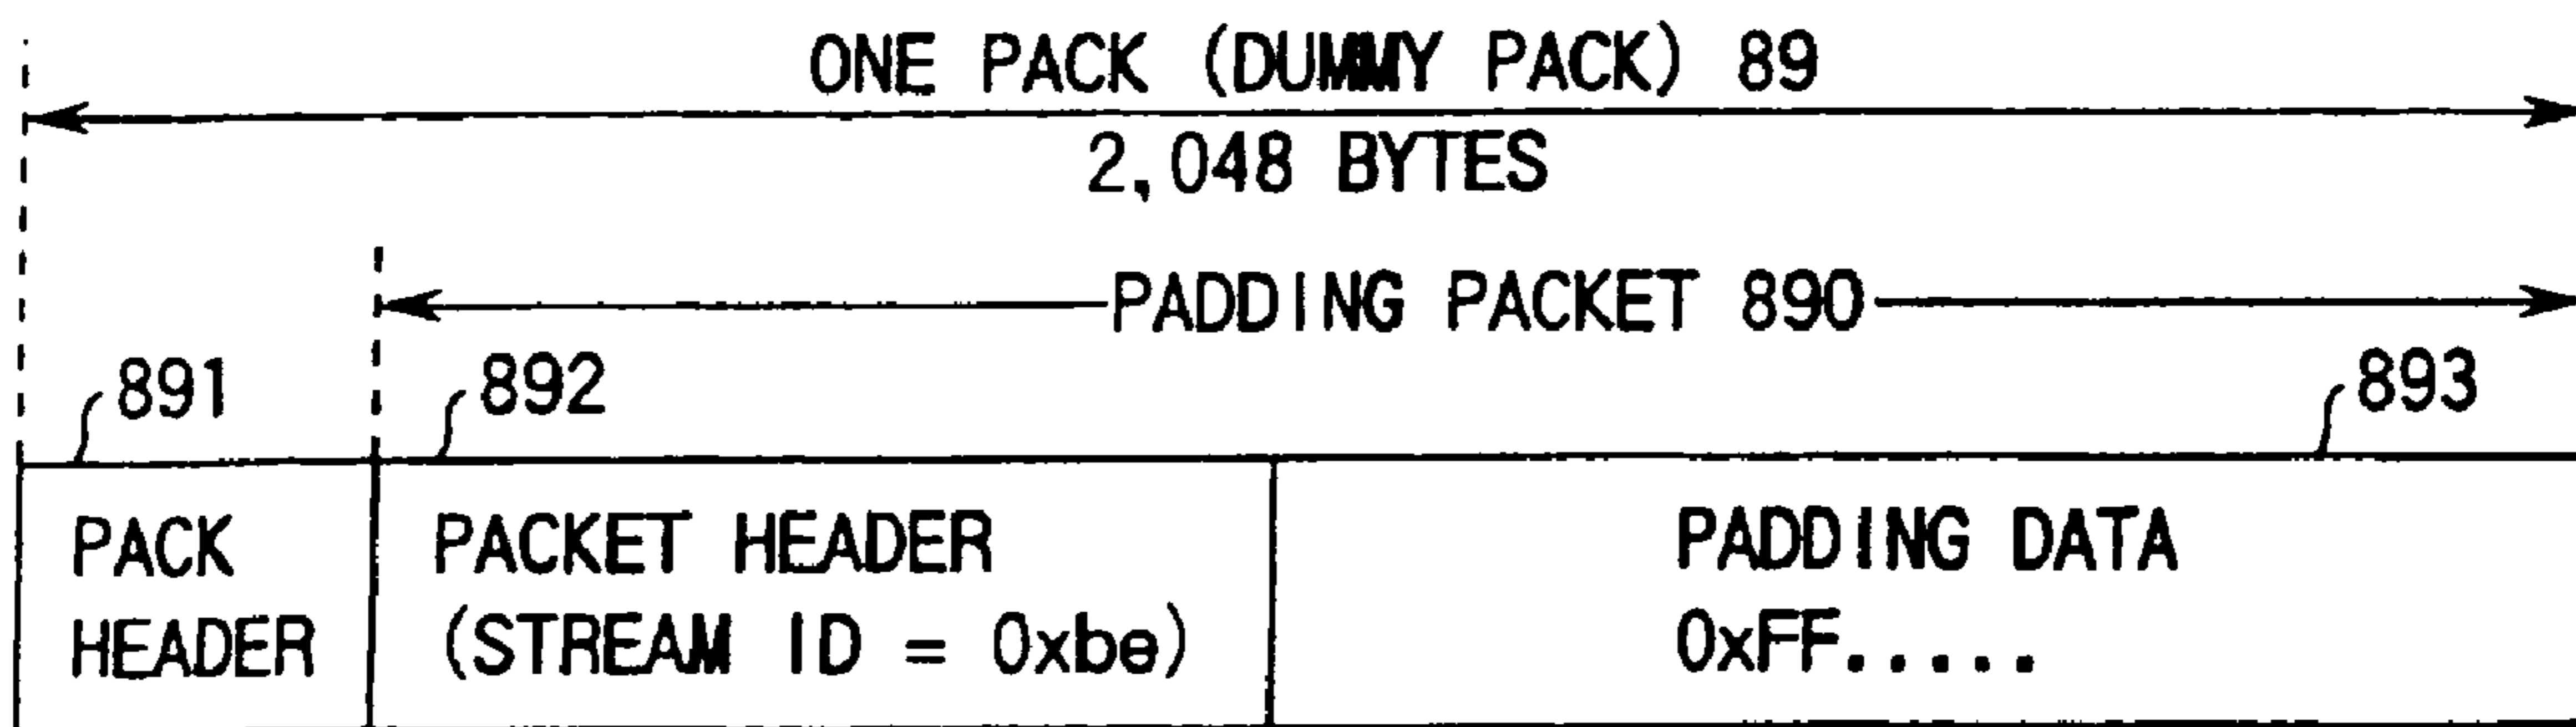 ONE PACK (DUMMY PACK) 89
2,048 BYTES
PADDING PACKET 890
891
892
893
PACK
HEADER
PACKET HEADER
(STREAM ID = 0xbe)
PADDING DATA
0xFF.....